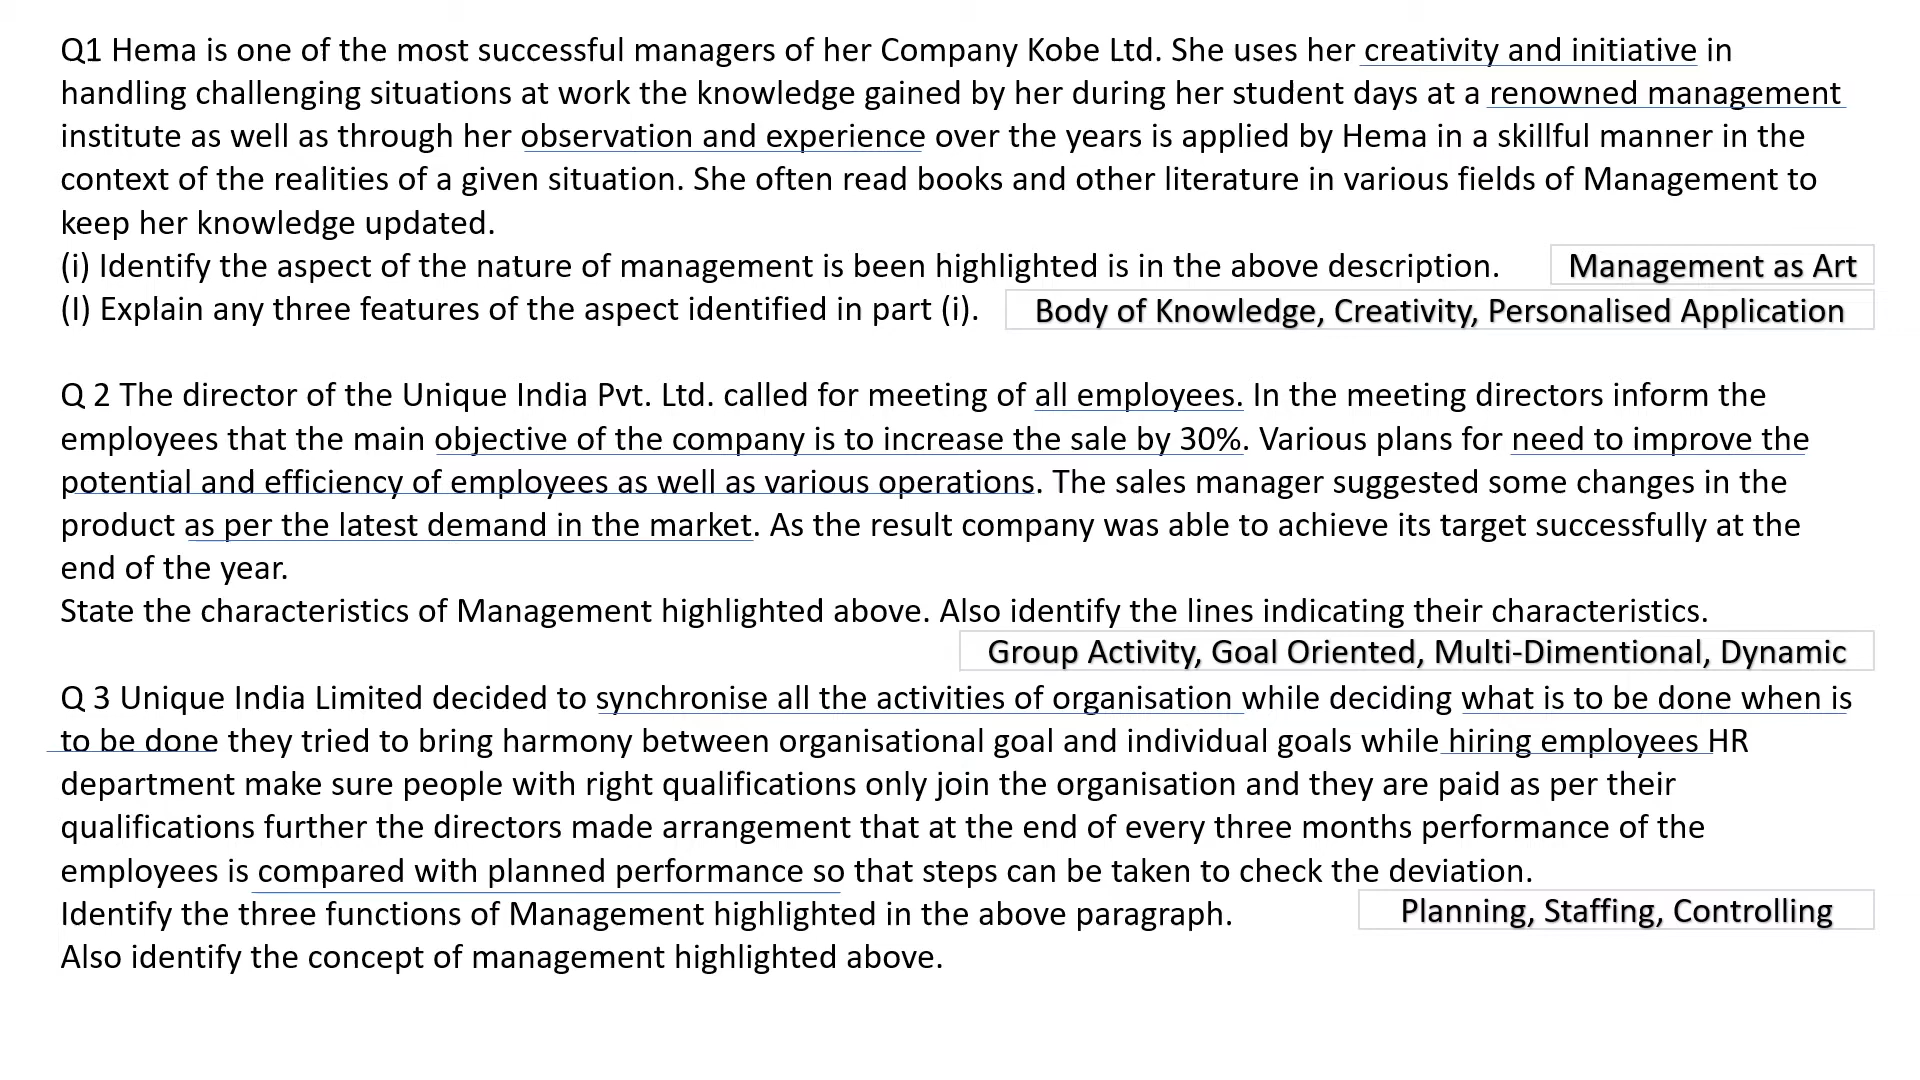 Q1 Hema is one of the most successful managers of her Company Kobe Ltd. She uses her creativity and initiative in
handling challenging situations at work the knowledge gained by her during her student days at a renowned management
institute as well as through her observation and experience over the years is applied by Hema in a skillful manner in the
context of the realities of a given situation. She often read books and other literature in various fields of Management to
keep her knowledge updated.
(i) Identify the aspect of the nature of management is been highlighted is in the above description.
Management as Art
(I) Explain any three features of the aspect identified in part (i).
Body of Knowledge, Creativity, Personalised Application
Q 2 The director of the Unique India Pvt. Ltd. called for meeting of all employees. In the meeting directors inform the
employees that the main objective of the company is to increase the sale by 30%. Various plans for need to improve the
potential and efficiency of employees as well as various operations. The sales manager suggested some changes in the
product as per the latest demand in the market. As the result company was able to achieve its target successfully at the
end of the year.
State the characteristics of Management highlighted above. Also identify the lines indicating their characteristics.
Group Activity, Goal Oriented, Multi-Dimentional, Dynamic
Q 3 Unique India Limited decided to synchronise all the activities of organisation while deciding what is to be done when is
to be done they tried to bring harmony between organisational goal and individual goals while hiring employees HR
department make sure people with right qualifications only join the organisation and they are paid as per their
qualifications further the directors made arrangement that at the end of every three months performance of the
employees is compared with planned performance so that steps can be taken to check the deviation.
Identify the three functions of Management highlighted in the above paragraph.
Planning, Staffing, Controlling
Also identify the concept of management highlighted above.